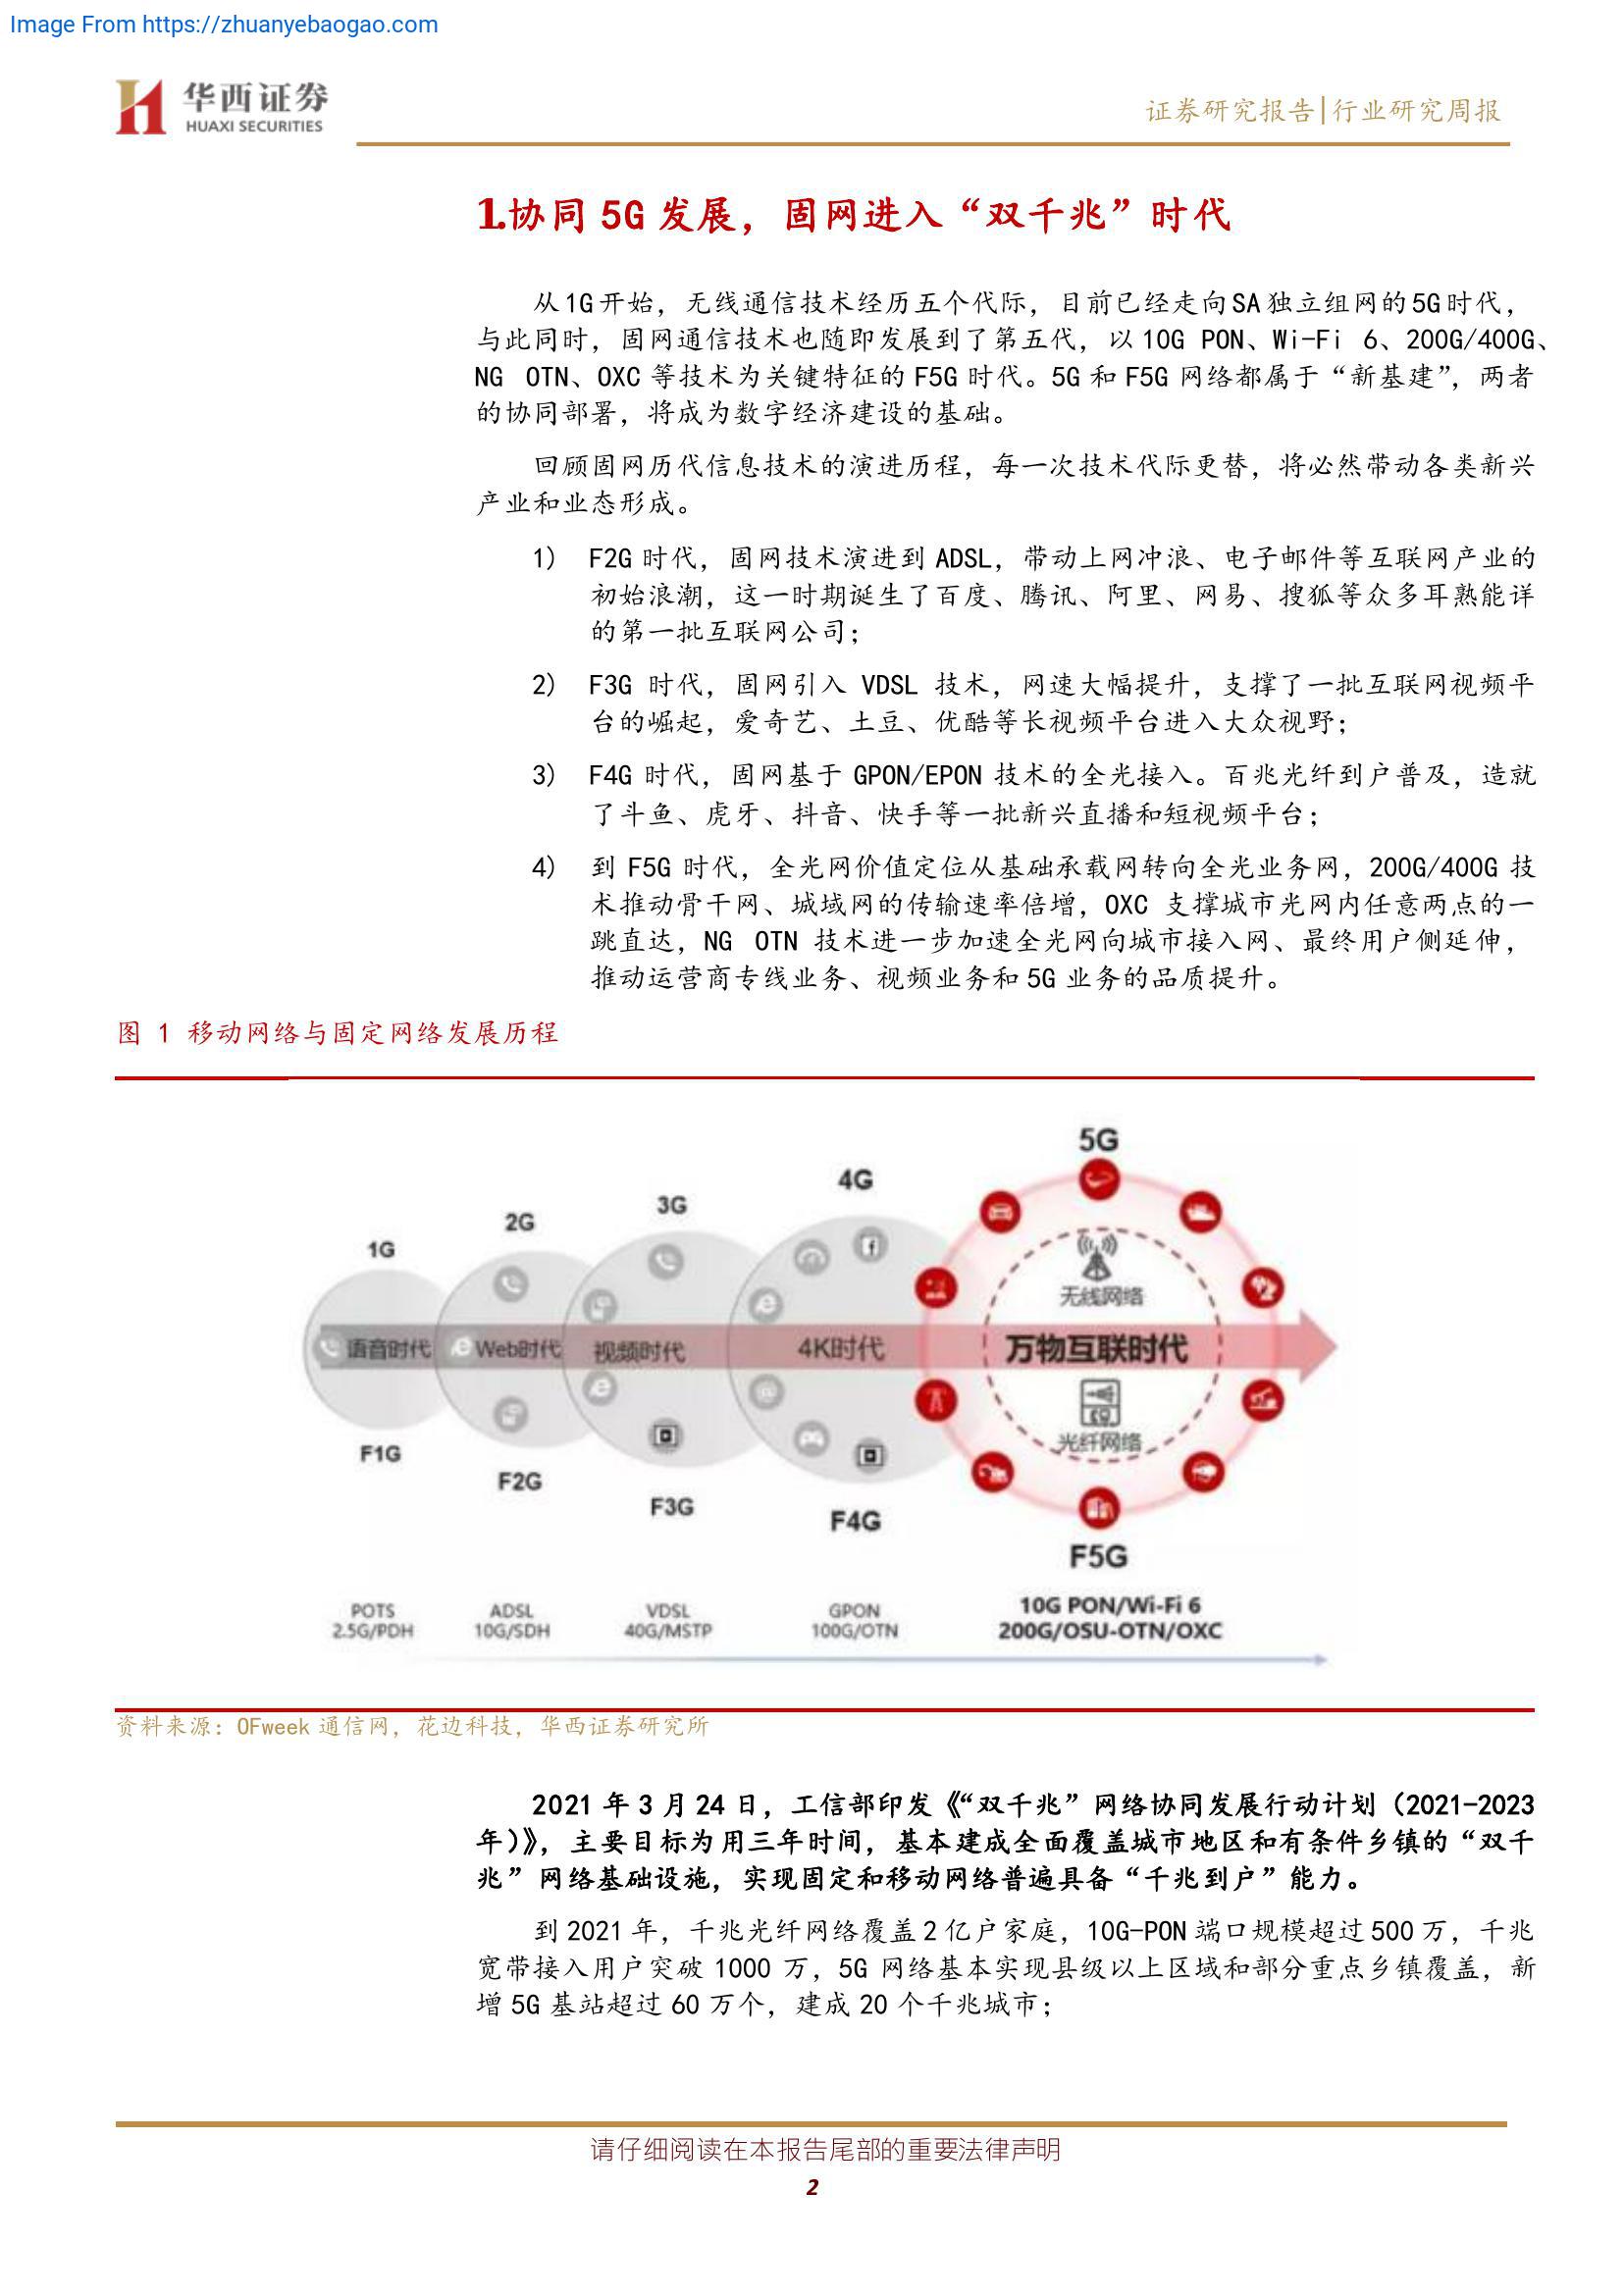 Image From https://zhuanyebaogao.com
华西证券
HUAXI SECURITIES
证券研究报告|行业研究周报
1.协同 5G 发展，固网进入“双千兆”时代
从1G开始，无线通信技术经历五个代际，目前已经走向SA独立组网的5G时代，
与此同时，固网通信技术也随即发展到了第五代，以 10G PON、Wi-Fi 6、200G/400G、
NG OTN、OXC 等技术为关键特征的 F5G 时代。5G 和 F5G 网络都属于“新基建”，两者
的协同部署，将成为数字经济建设的基础。
回顾固网历代信息技术的演进历程，每一次技术代际更替，将必然带动各类新兴
产业和业态形成。
1) F2G 时代，固网技术演进到 ADSL，带动上网冲浪、电子邮件等互联网产业的
初始浪潮，这一时期诞生了百度、腾讯、阿里、网易、搜狐等众多耳熟能详
的第一批互联网公司；
2) F3G 时代，固网引入 VDSL 技术，网速大幅提升，支撑了一批互联网视频平
台的崛起，爱奇艺、土豆、优酷等长视频平台进入大众视野；
3) F4G 时代，固网基于 GPON/EPON 技术的全光接入。百兆光纤到户普及，造就
了斗鱼、虎牙、抖音、快手等一批新兴直播和短视频平台；
4) 到 F5G 时代，全光网价值定位从基础承载网转向全光业务网，200G/400G 技
术推动骨干网、城域网的传输速率倍增，OXC 支撑城市光网内任意两点的一
跳直达，NG OTN 技术进一步加速全光网向城市接入网、最终用户侧延伸，
推动运营商专线业务、视频业务和 5G 业务的品质提升。
图 1 移动网络与固定网络发展历程
1G
2G
3G
4G
5G
无线网络
语音时代
Web时代
视频时代
4K时代
万物互联时代
光纤网络
F1G
F2G
F3G
F4G
F5G
POTS
2.5G/PDH
ADSL
10G/SDH
VDSL
40G/MSTP
GPON
100G/OTN
10G PON/Wi-Fi 6
200G/OSU-OTN/OXC
资料来源：OFweek 通信网，花边科技，华西证券研究所
2021 年 3 月 24 日，工信部印发《“双千兆”网络协同发展行动计划（2021-2023
年）》，主要目标为用三年时间，基本建成全面覆盖城市地区和有条件乡镇的“双千
兆”网络基础设施，实现固定和移动网络普遍具备“千兆到户”能力。
到 2021 年，千兆光纤网络覆盖 2 亿户家庭，10G-PON 端口规模超过 500 万，千兆
宽带接入用户突破 1000 万，5G 网络基本实现县级以上区域和部分重点乡镇覆盖，新
增 5G 基站超过 60 万个，建成 20 个千兆城市；
请仔细阅读在本报告尾部的重要法律声明
2